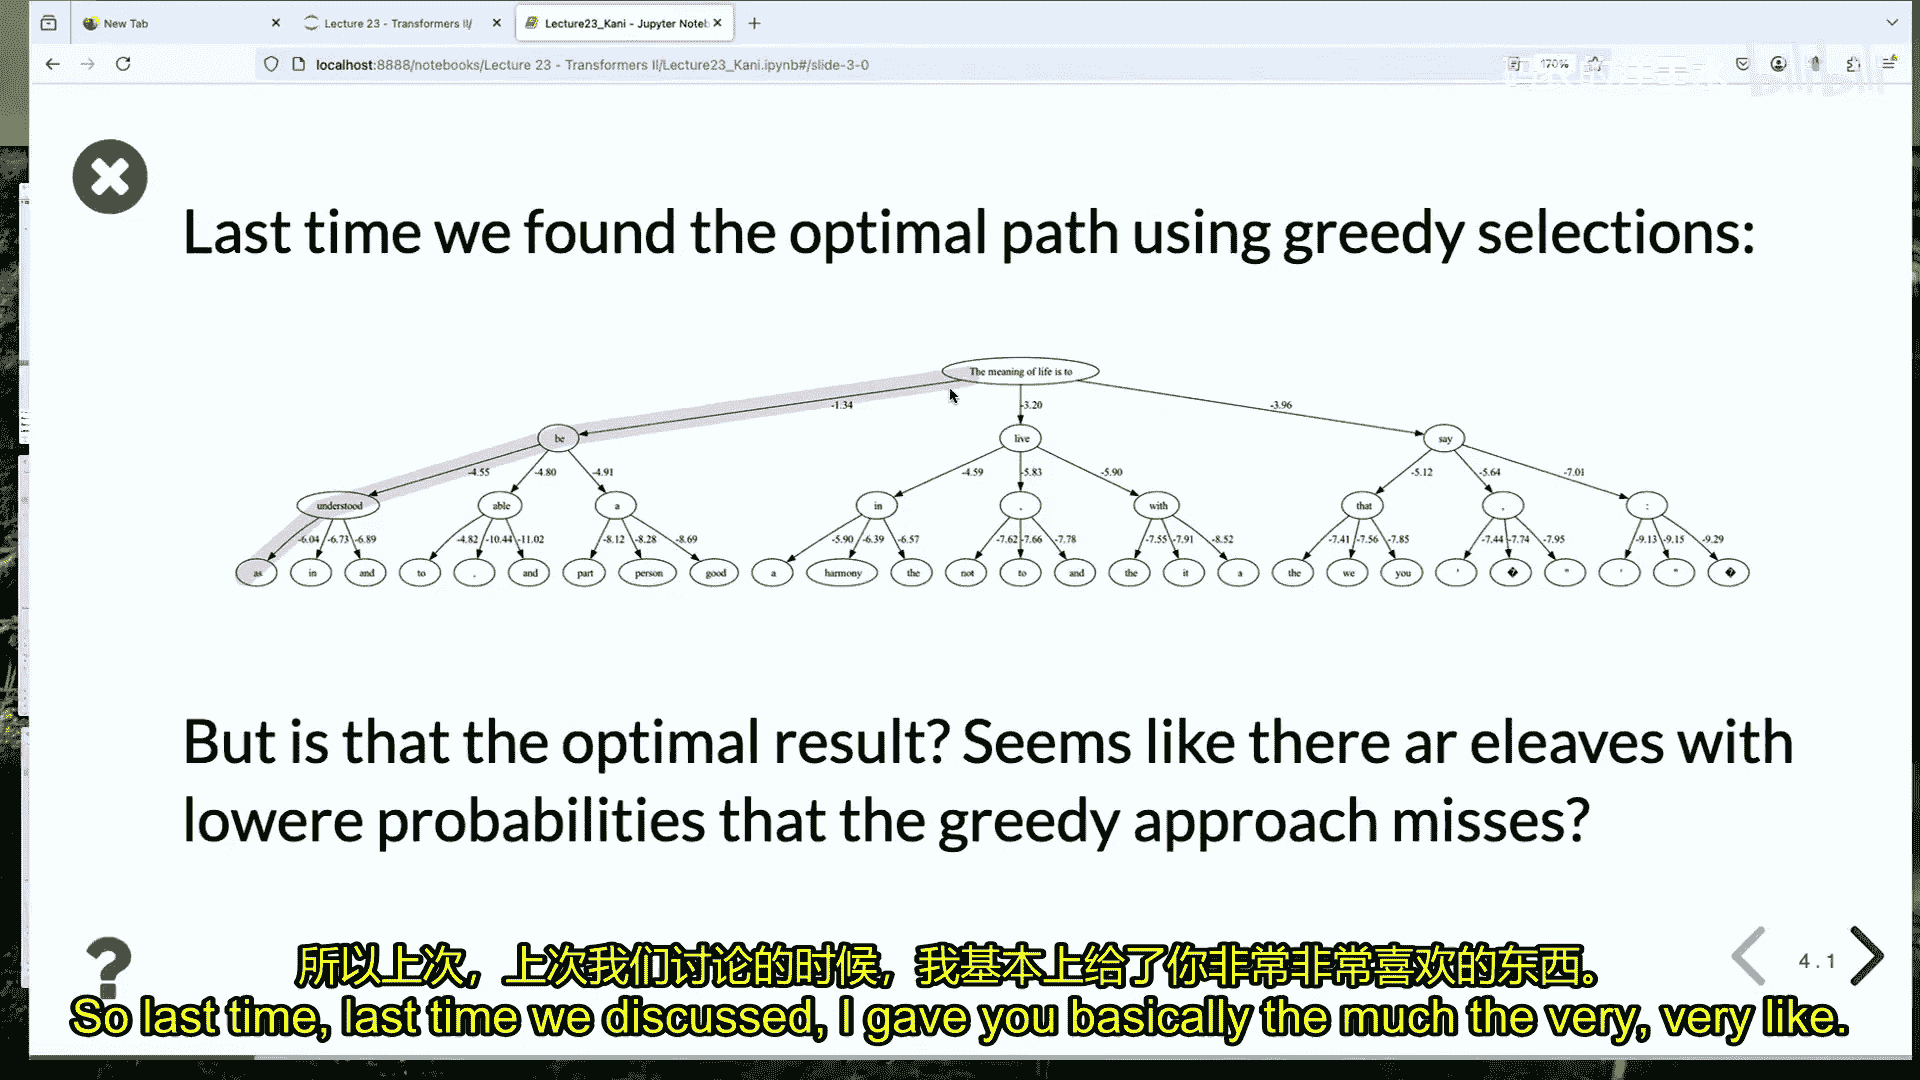 New Tab
Lecture 23 - Transformers II/
Lecture23_Kani - Jupyter Noteb
localhost:8888/notebooks/Lecture 23 - Transformers II/Lecture23_Kani.ipynb#/slide-3-0
170%
Last time we found the optimal path using greedy selections:
The meaning of life is to
-1.34 -3.20 -3.96
be live say
-4.55 -4.80 -4.91 -4.59 -5.83 -5.90 -5.12 -5.64 -7.01
understood able a in . with that , :
-6.04 -6.73 -6.89 -4.82 -10.44 -11.02 -8.12 -8.28 -8.69 -5.90 -6.39 -6.57 -7.62 -7.66 -7.78 -7.55 -7.91 -8.52 -7.41 -7.56 -7.85 -7.44 -7.74 -7.95 -9.13 -9.15 -9.29
as in and to , and part person good a harmony the not to and the it a the we you ' � " ' " �
But is that the optimal result? Seems like there ar eleaves with
lowere probabilities that the greedy approach misses?
4.1
所以上次，上次我们讨论的时候，我基本上给了你非常非常喜欢的东西。
So last time, last time we discussed, I gave you basically the much the very, very like.